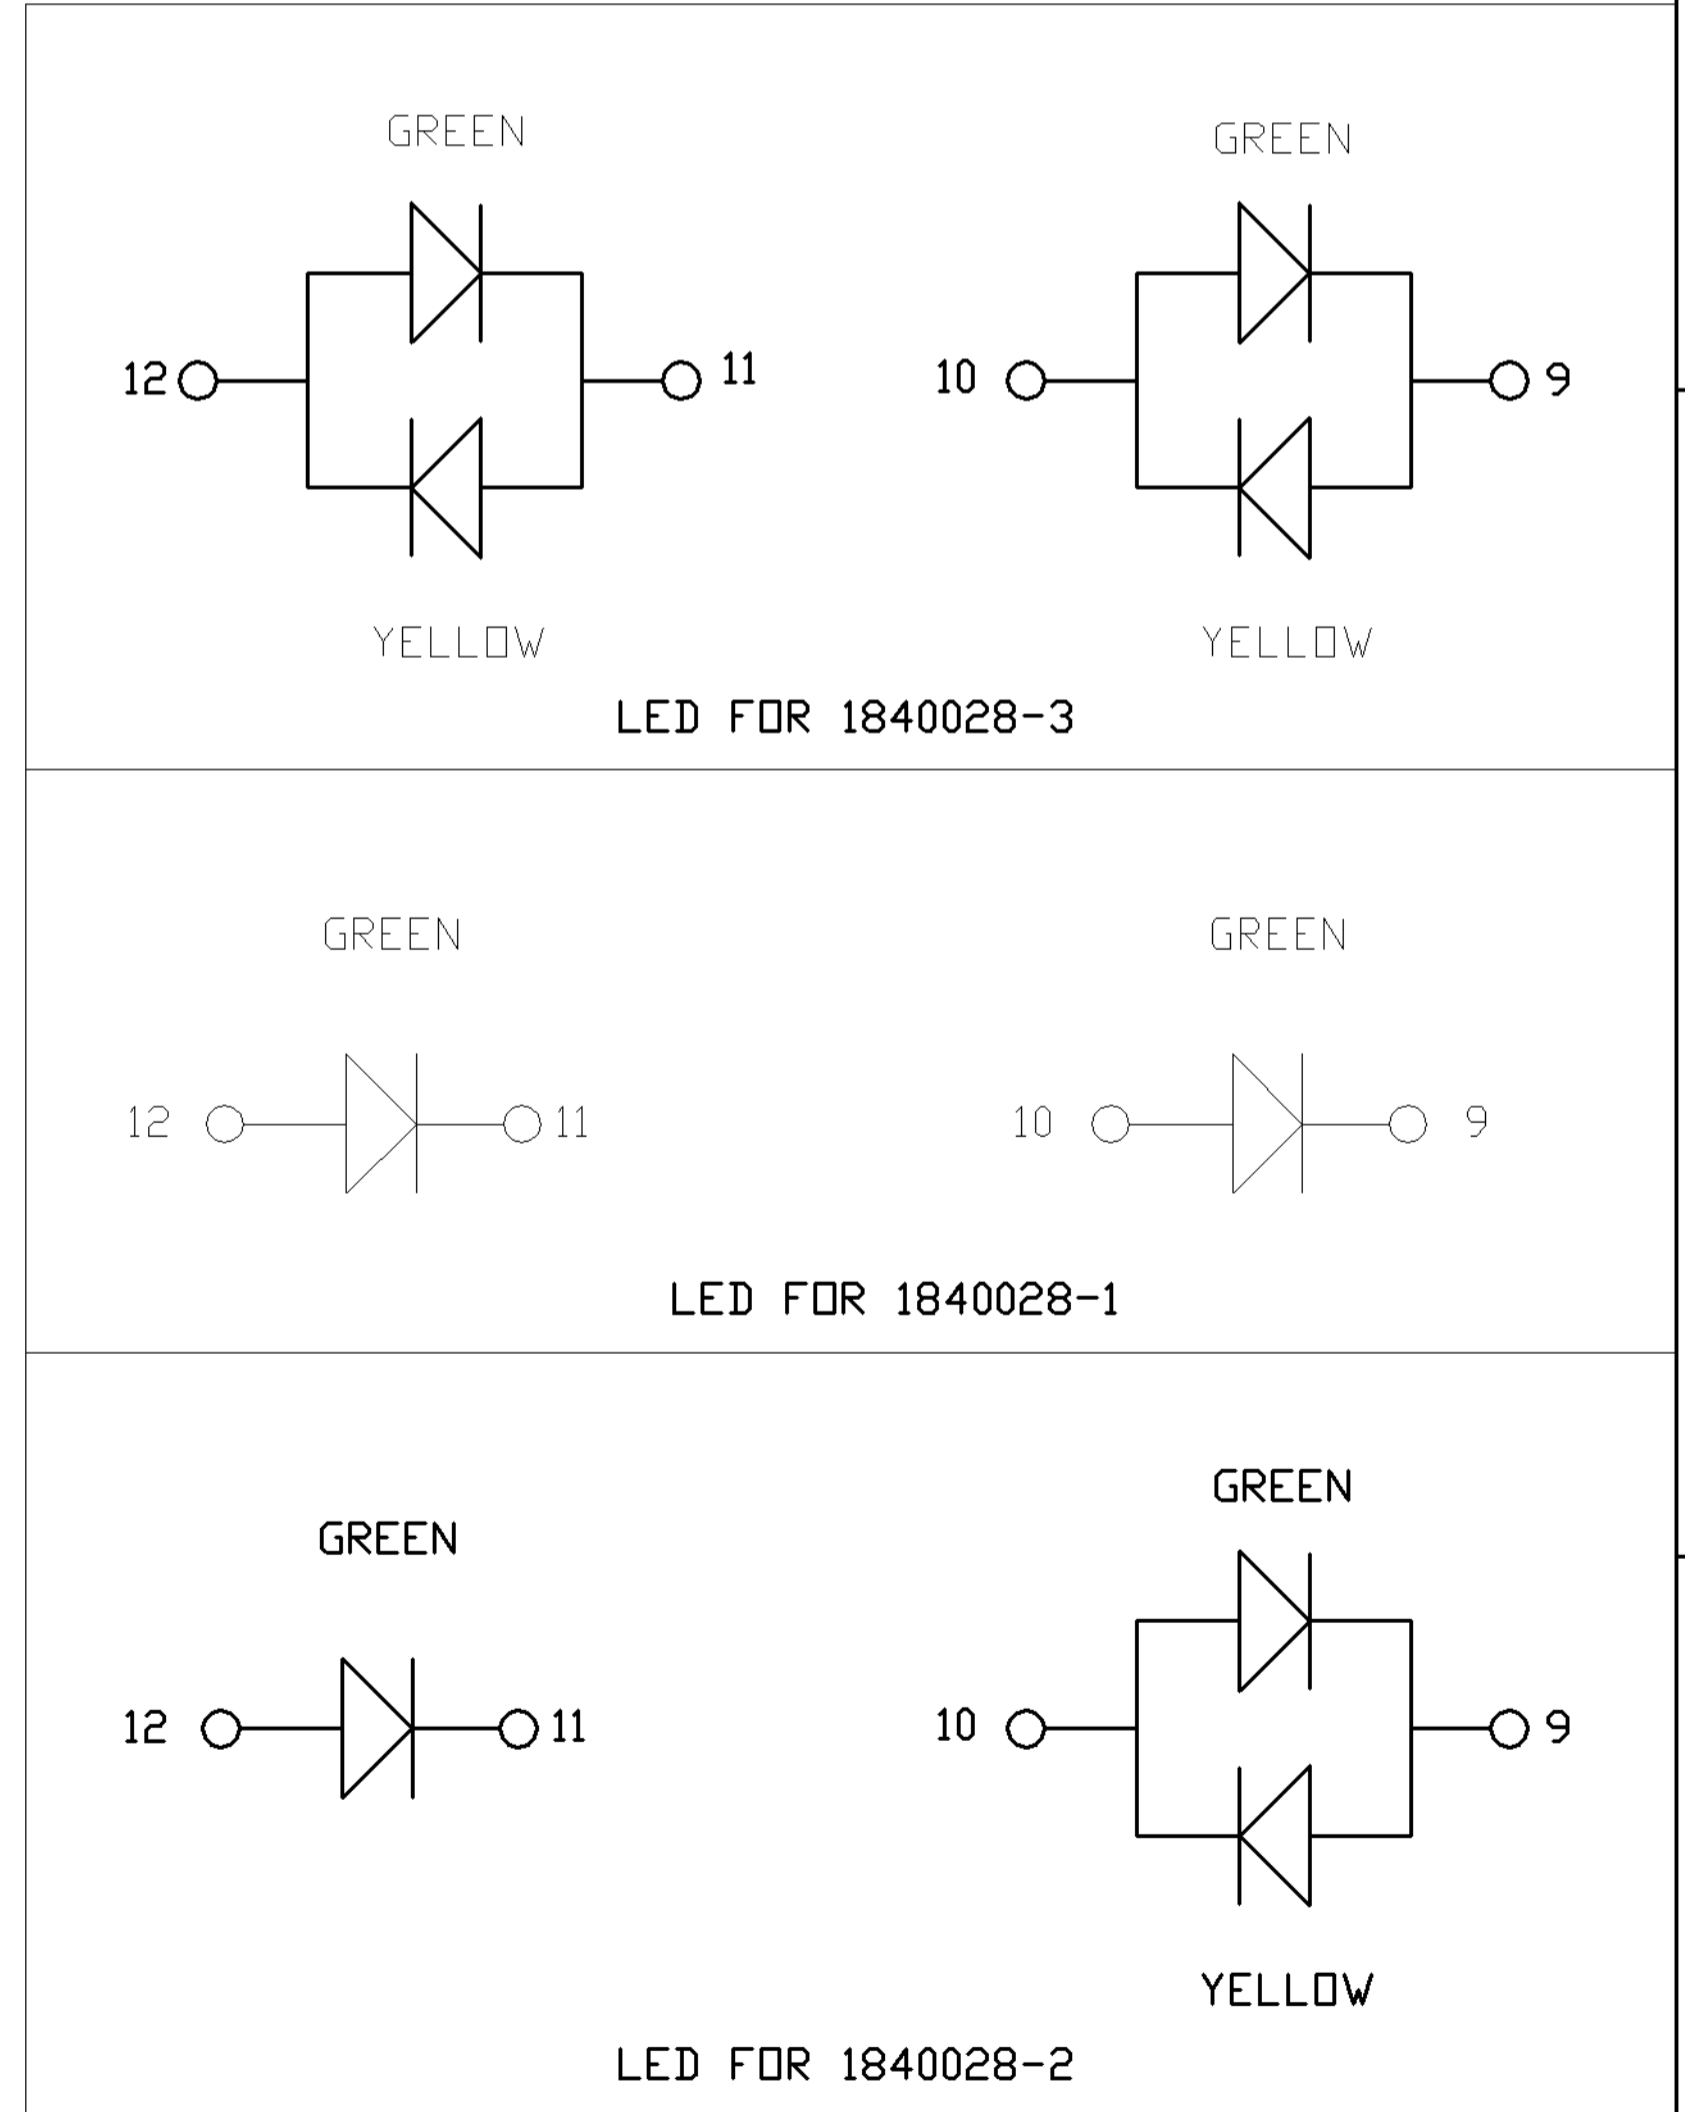 GREEN GREEN
12 11 10 9
YELLOW YELLOW
LED FOR 1840028-3
GREEN GREEN
12 11 10 9
LED FOR 1840028-1
GREEN
GREEN
12 11 10 9
YELLOW
LED FOR 1840028-2